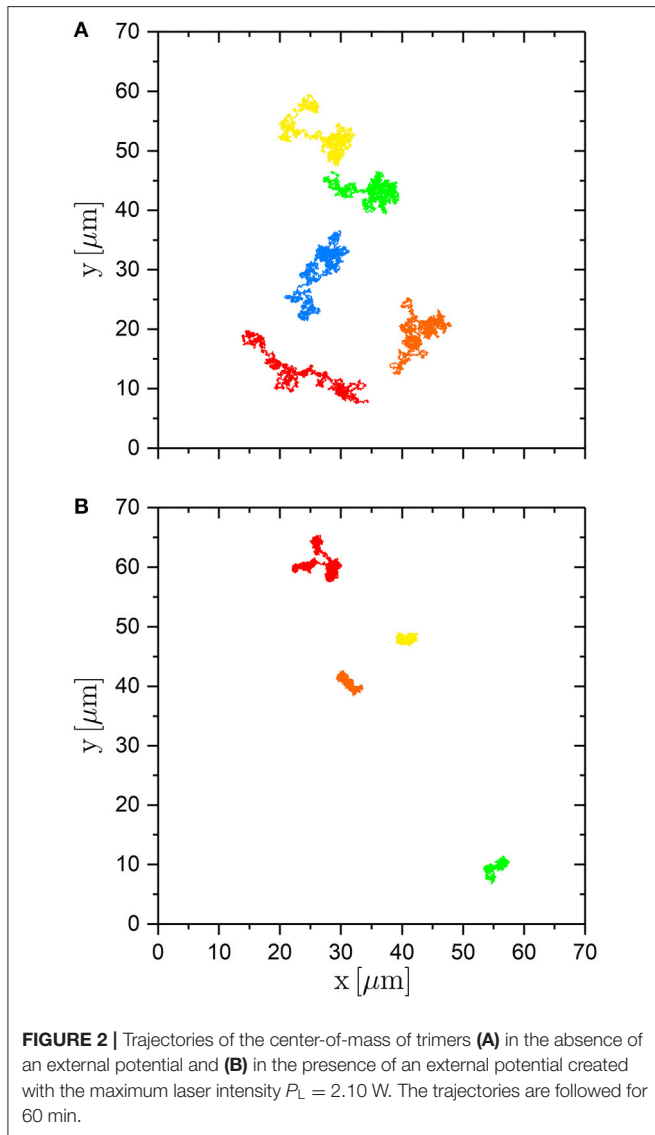 A
70
60
50
40
30
20
10
0
y [μm]
B
70
60
50
40
30
20
10
0
y [μm]
0 10 20 30 40 50 60 70
x [μm]
FIGURE 2 | Trajectories of the center-of-mass of trimers (A) in the absence of
an external potential and (B) in the presence of an external potential created
with the maximum laser intensity P_L = 2.10 W. The trajectories are followed for
60 min.